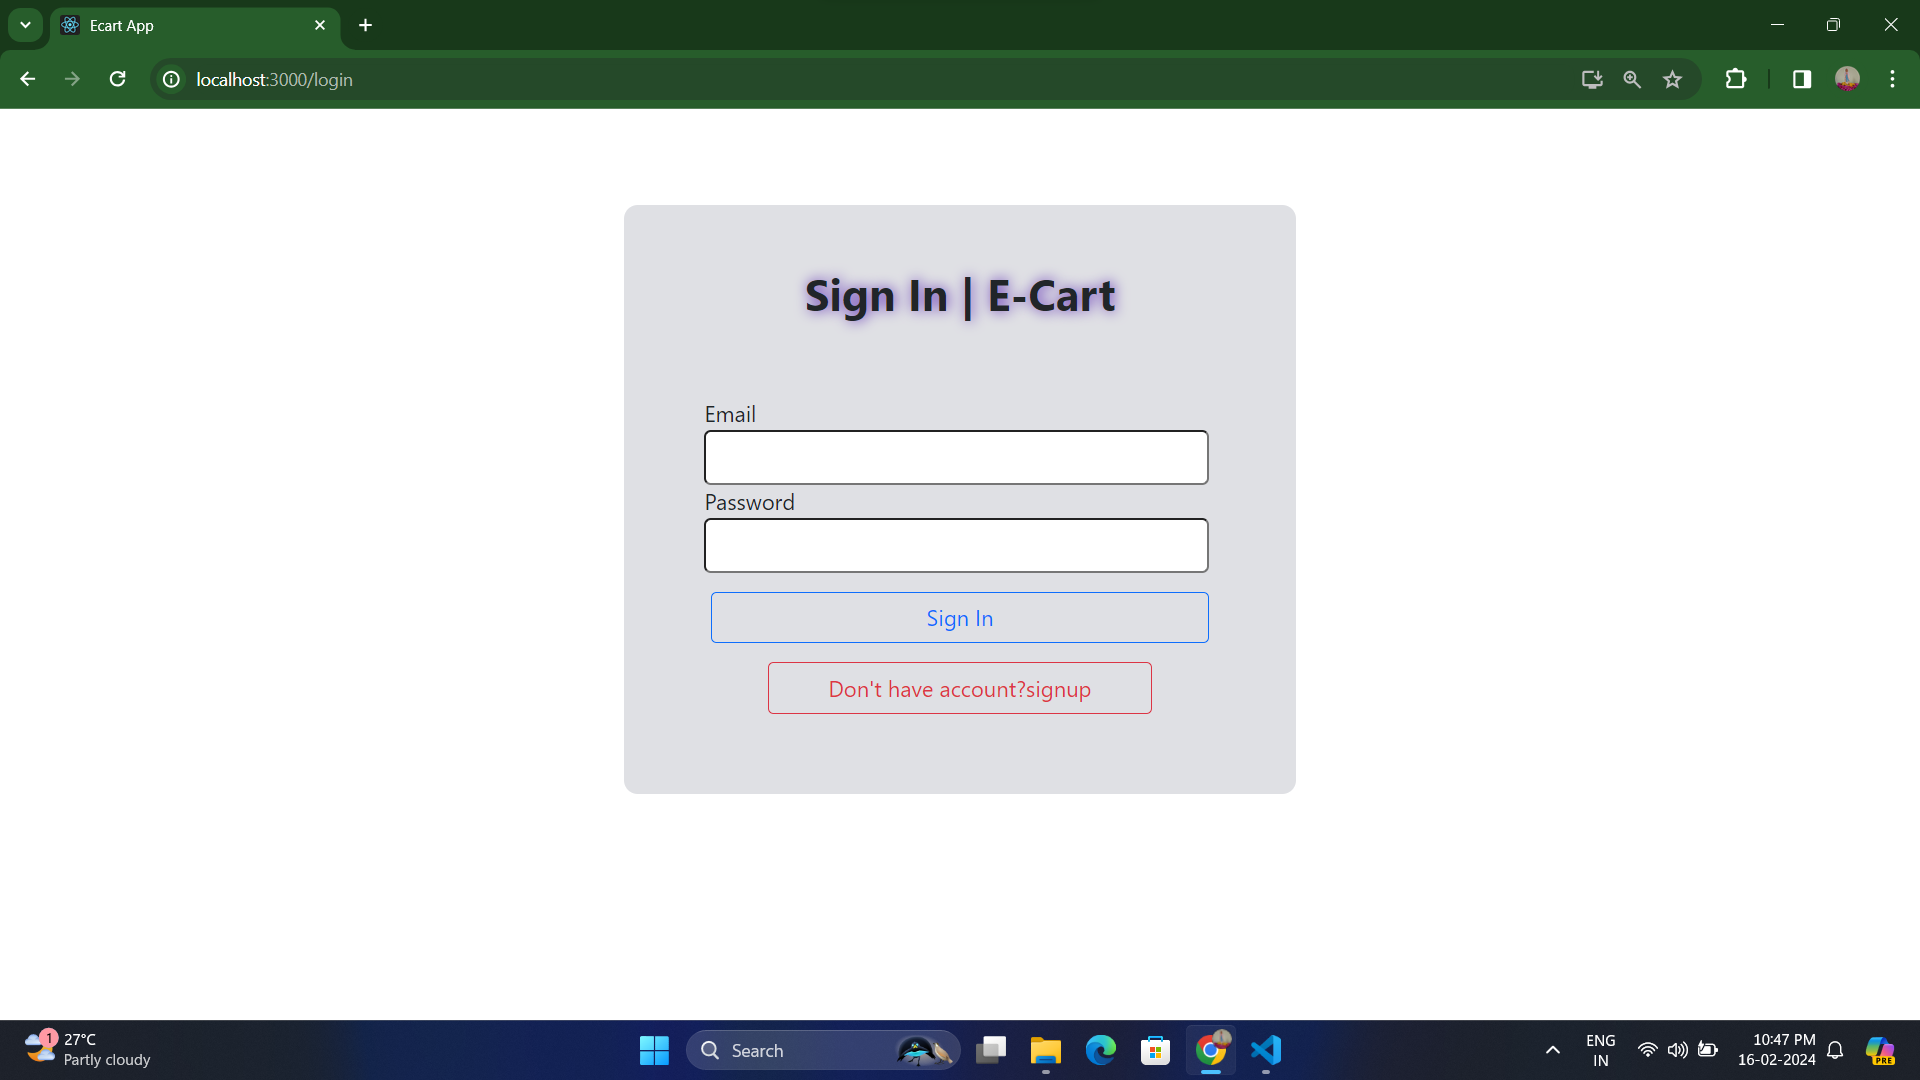 Ecart App
localhost:3000/login
Sign In | E-Cart
Email
Password
Sign In
Don't have account?signup
1
27°C
Partly cloudy
Search
ENG
IN
10:47 PM
16-02-2024
PRE